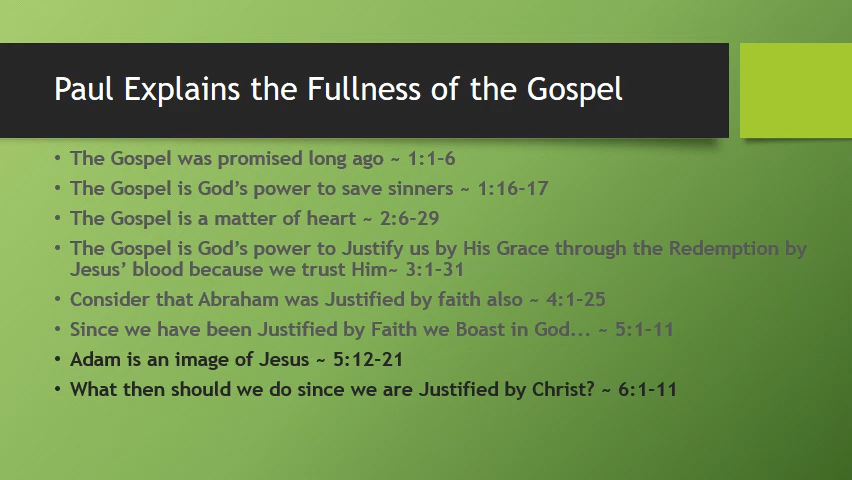 Paul Explains the Fullness of the Gospel
• The Gospel was promised long ago ~ 1:1-6
• The Gospel is God’s power to save sinners ~ 1:16-17
• The Gospel is a matter of heart ~ 2:6-29
• The Gospel is God’s power to Justify us by His Grace through the Redemption by
Jesus’ blood because we trust Him~ 3:1-31
• Consider that Abraham was Justified by faith also ~ 4:1-25
• Since we have been Justified by Faith we Boast in God... ~ 5:1-11
• Adam is an image of Jesus ~ 5:12-21
• What then should we do since we are Justified by Christ? ~ 6:1-11